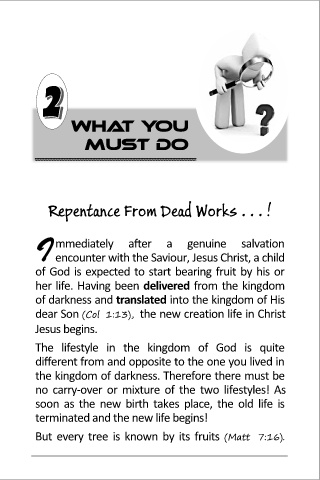 2
WHAT YOU
MUST DO
?
Repentance From Dead Works . . . !
Immediately after a genuine salvation
encounter with the Saviour, Jesus Christ, a child
of God is expected to start bearing fruit by his or
her life. Having been delivered from the kingdom
of darkness and translated into the kingdom of His
dear Son (Col 1:13), the new creation life in Christ
Jesus begins.
The lifestyle in the kingdom of God is quite
different from and opposite to the one you lived in
the kingdom of darkness. Therefore there must be
no carry-over or mixture of the two lifestyles! As
soon as the new birth takes place, the old life is
terminated and the new life begins!
But every tree is known by its fruits (Matt 7:16).